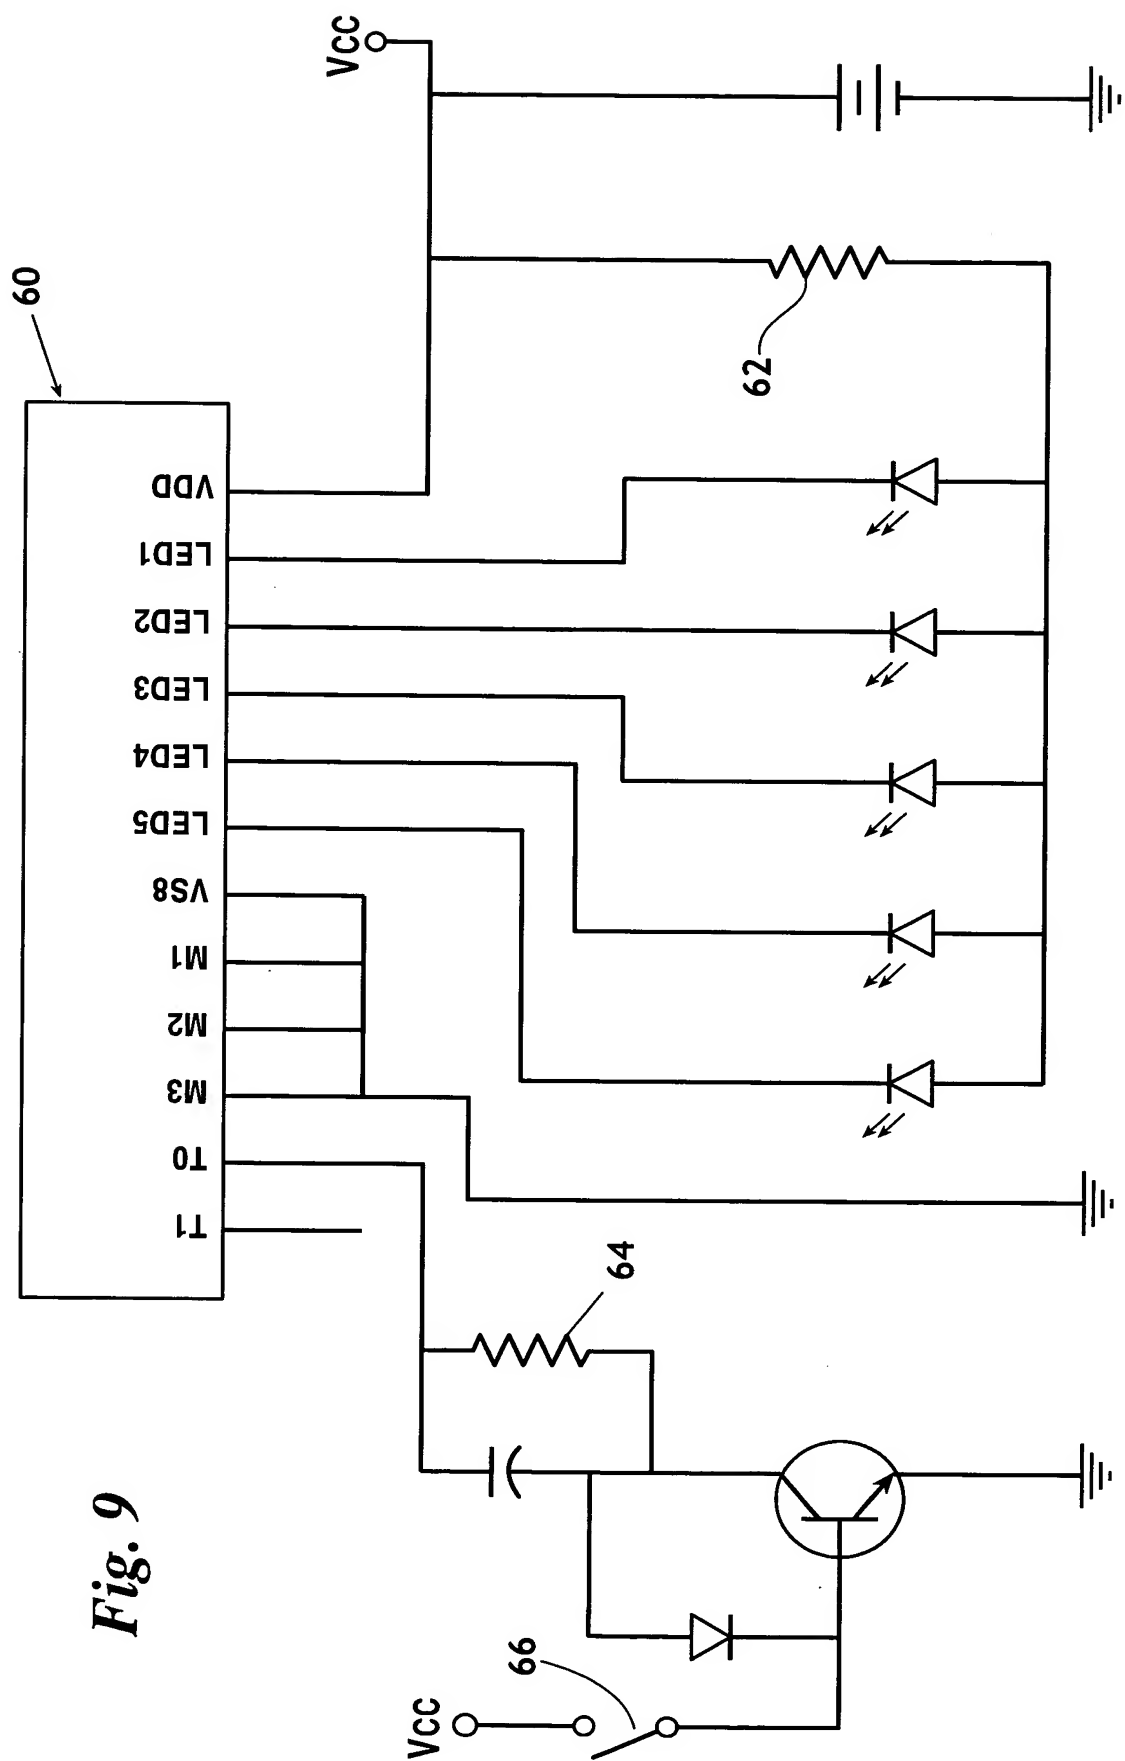 Fig. 9
60
VDD
LED1
LED2
LED3
LED4
LED5
VS8
M1
M2
M3
T0
T1
Vcc
62
64
66
Vcc